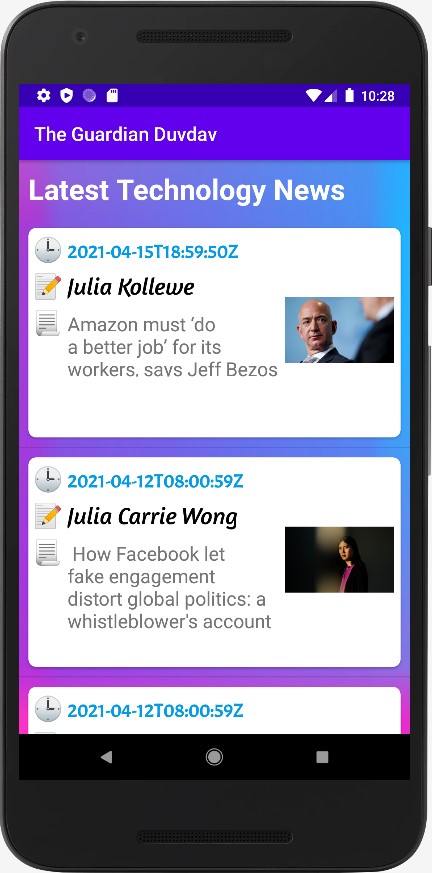 10:28
The Guardian Duvdav
Latest Technology News
2021-04-15T18:59:50Z
Julia Kollewe
Amazon must ‘do
a better job’ for its
workers, says Jeff Bezos
2021-04-12T08:00:59Z
Julia Carrie Wong
How Facebook let
fake engagement
distort global politics: a
whistleblower's account
2021-04-12T08:00:59Z